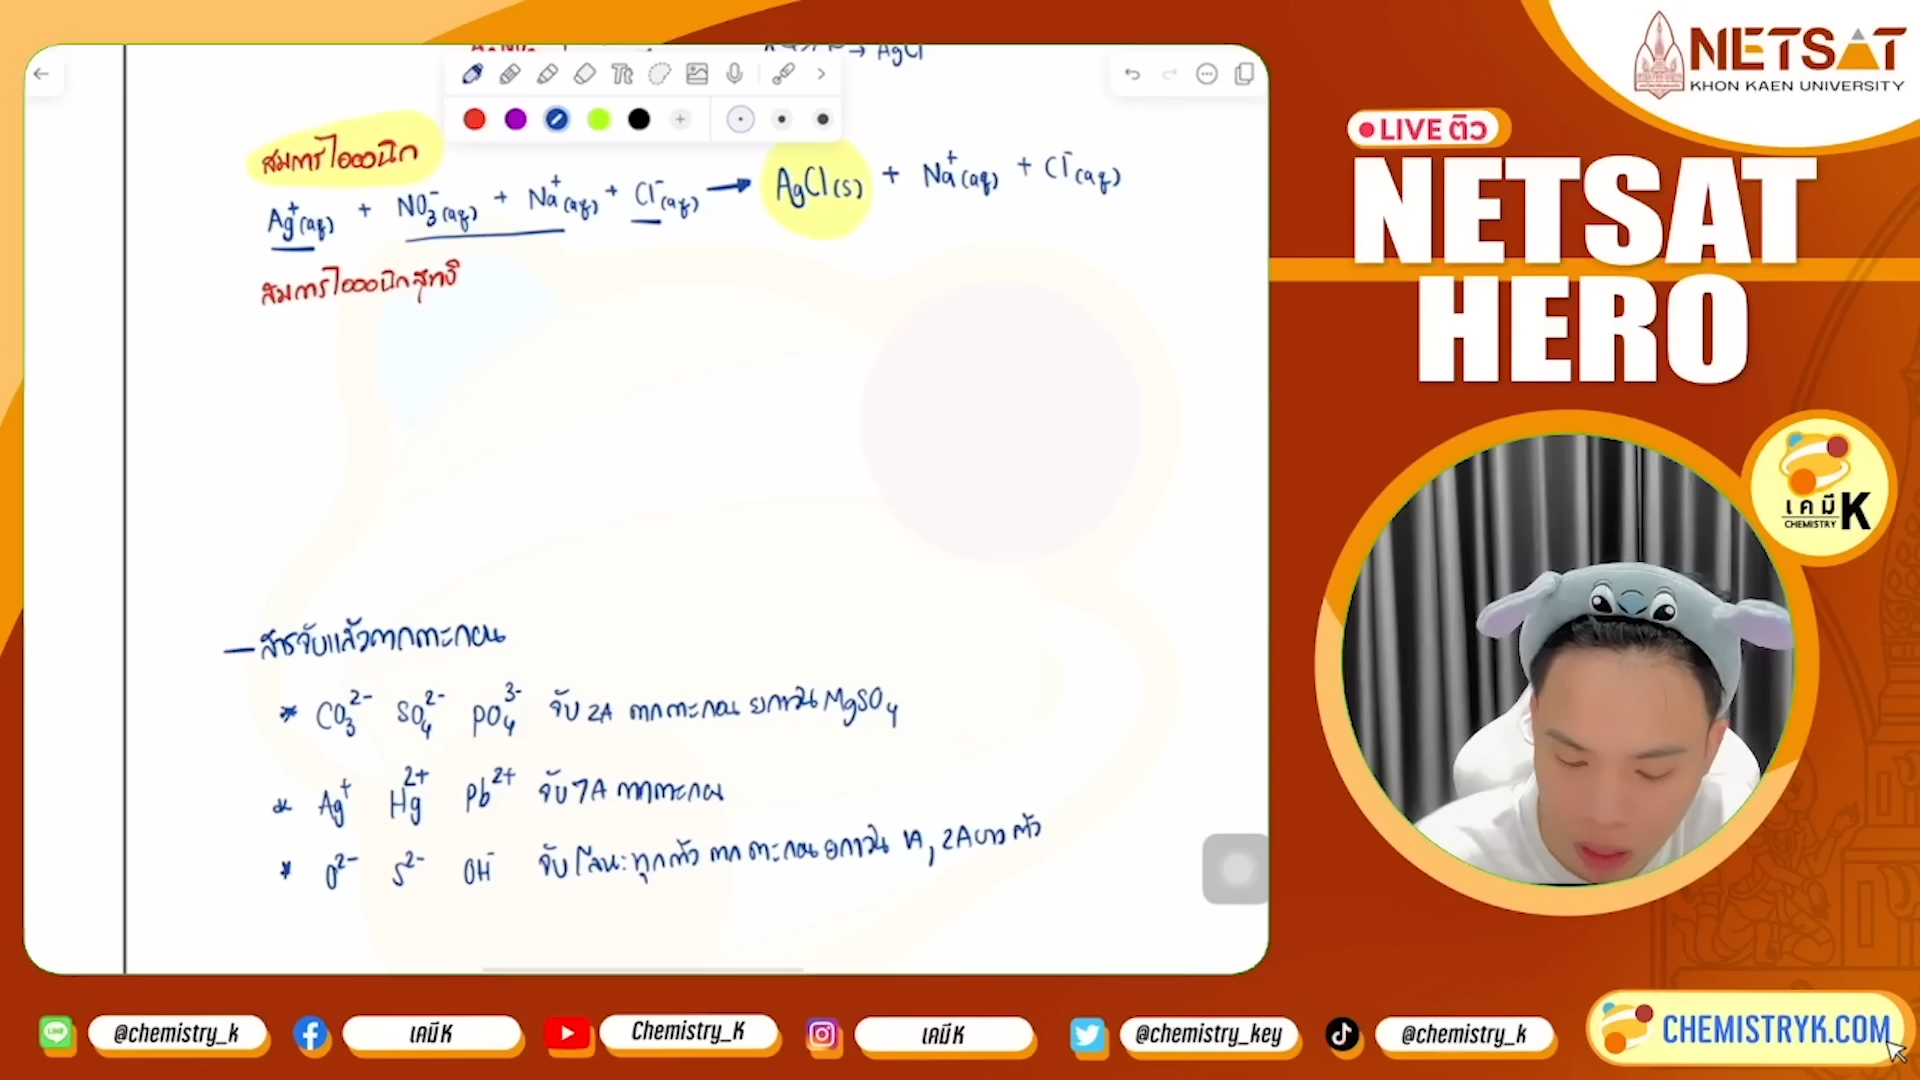 → AgCl
สมการไอออนิก
Ag⁺(aq) + NO₃⁻(aq) + Na⁺(aq) + Cl⁻(aq) → AgCl(s) + Na⁺(aq) + Cl⁻(aq)
สมการไอออนิกสุทธิ
— สารจับแล้วตกตะกอน
* CO₃²⁻ SO₄²⁻ PO₄³⁻ จับ 2A ตกตะกอน ยกเว้น MgSO₄
* Ag⁺ Hg²⁺ Pb²⁺ จับ 7A ตกตะกอน
* O²⁻ S²⁻ OH⁻ จับโลหะทุกตัว ตกตะกอน ยกเว้น 1A, 2A บางตัว
NETSAT
KHON KAEN UNIVERSITY
LIVE ติว
NETSAT
HERO
เคมี K
CHEMISTRY
LINE @chemistry_k
เคมี K
Chemistry_K
เคมี K
@chemistry_key
@chemistry_k
CHEMISTRYK.COM